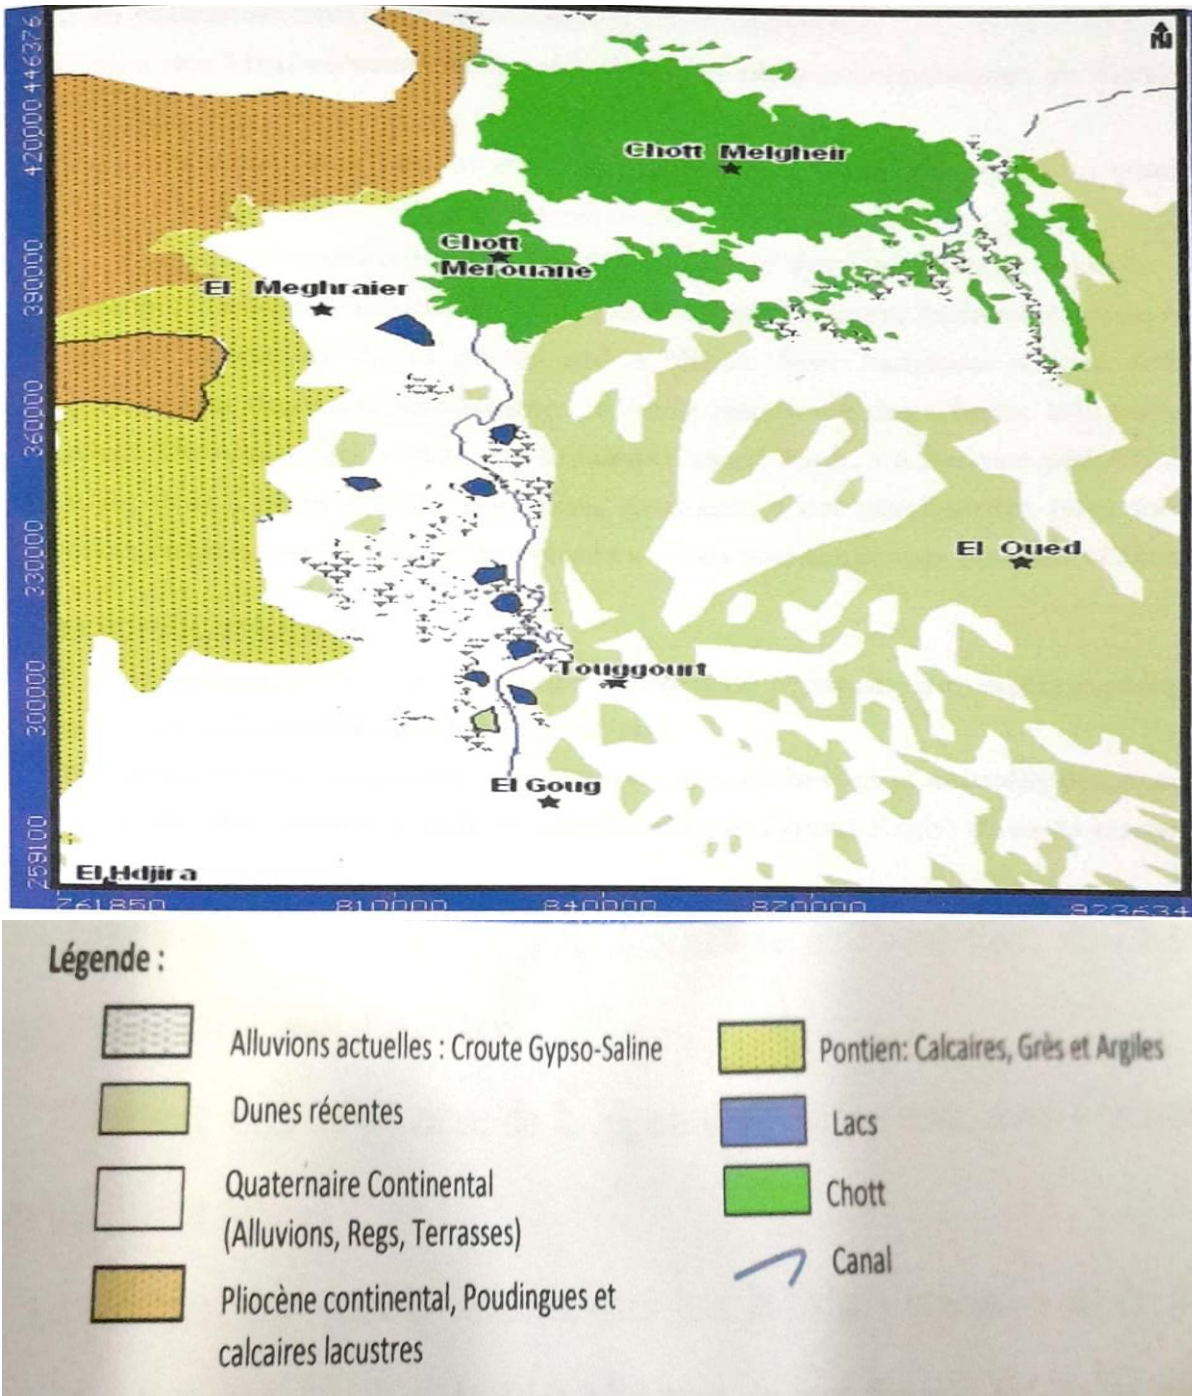 N
446376
420000
390000
360000
330000
300000
259100
Chott Melgheir
Chott
Merouane
El Meghraier
El Oued
Touggourt
El Goug
El Hdjira
761850 810000 840000 870000 923634
Légende :
Alluvions actuelles : Croute Gypso-Saline
Dunes récentes
Quaternaire Continental
(Alluvions, Regs, Terrasses)
Pliocène continental, Poudingues et
calcaires lacustres
Pontien: Calcaires, Grès et Argiles
Lacs
Chott
Canal